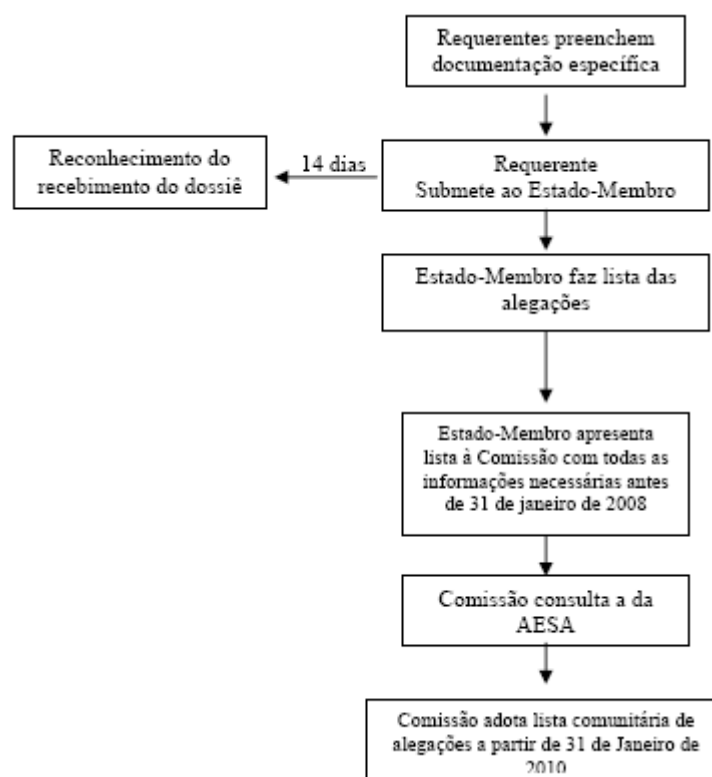 Requerentes preenchem
documentação específica
Reconhecimento do
recebimento do dossiê
14 dias
Requerente
Submete ao Estado-Membro
Estado-Membro faz lista das
alegações
Estado-Membro apresenta
lista à Comissão com todas as
informações necessárias antes
de 31 de janeiro de 2008
Comissão consulta a da
AESA
Comissão adota lista comunitária de
alegações a partir de 31 de Janeiro de
2010